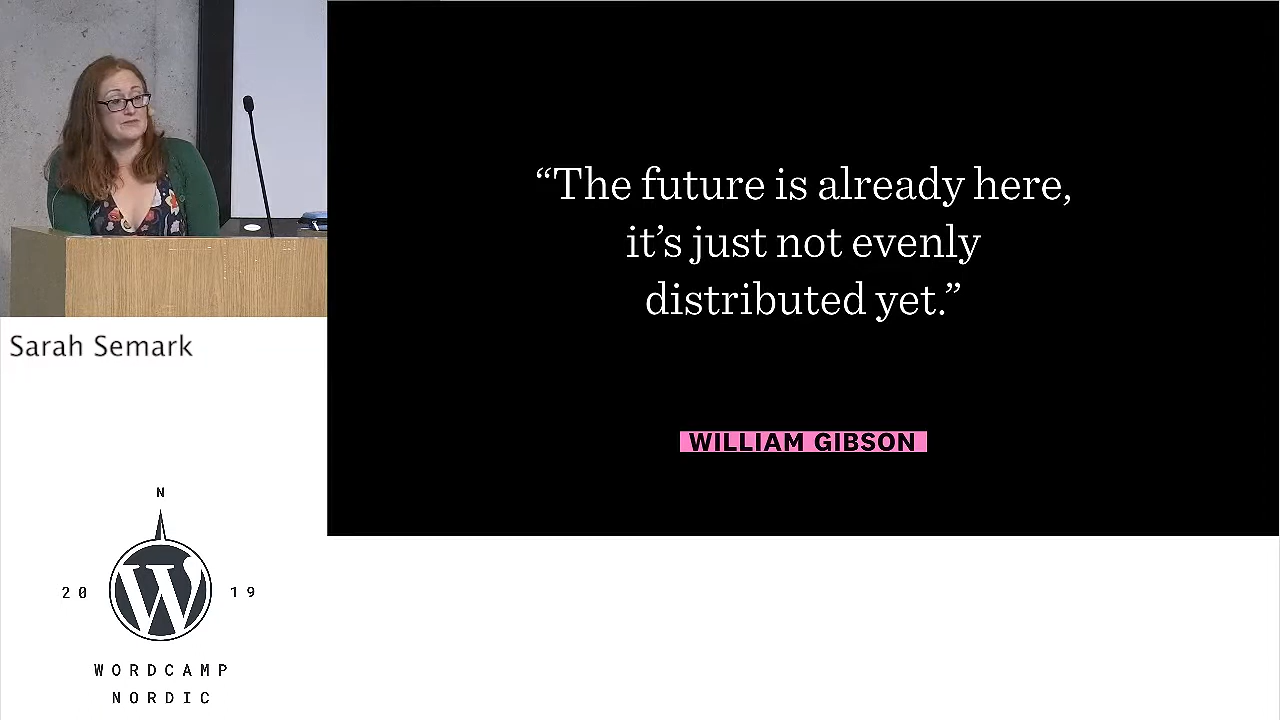 “The future is already here,
it’s just not evenly
distributed yet.”
WILLIAM GIBSON
Sarah Semark
N
20 19
W
WORDCAMP
NORDIC